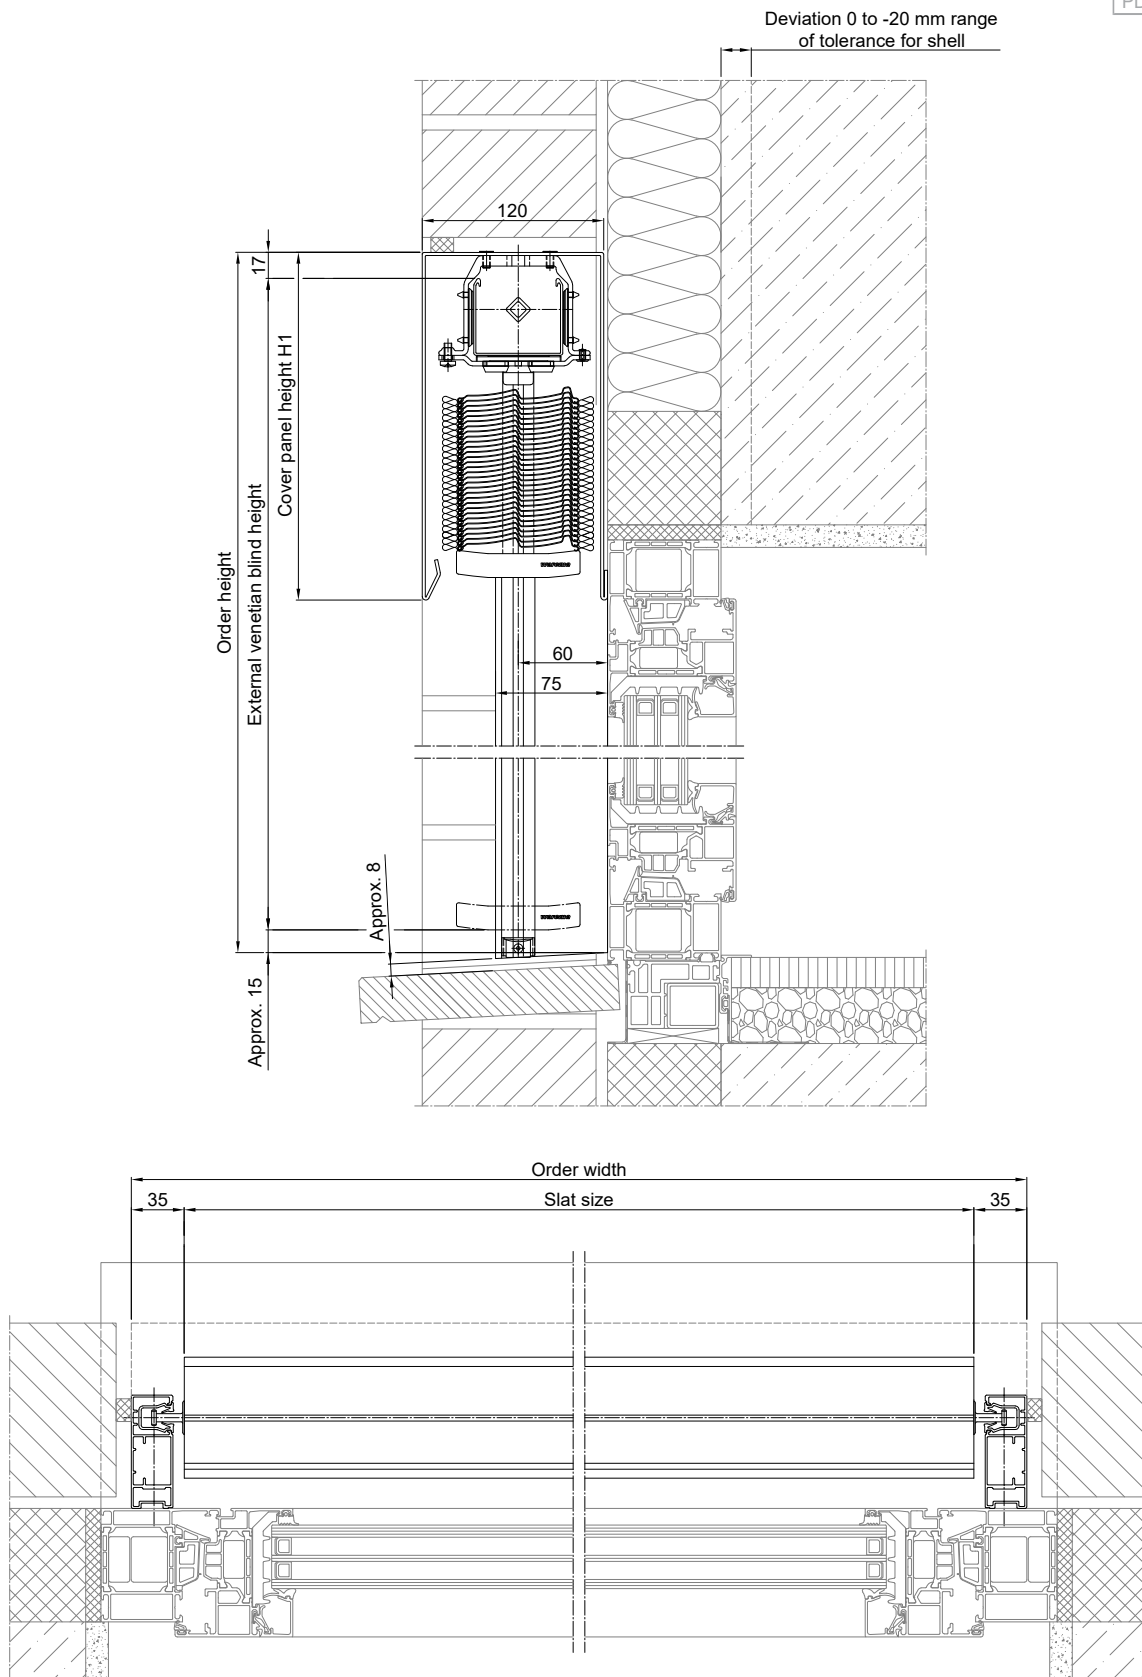 Deviation 0 to -20 mm range
of tolerance for shell
120
17
Cover panel height H1
Order height
External venetian blind height
60
75
Approx. 8
Approx. 15
Order width
35
Slat size
35